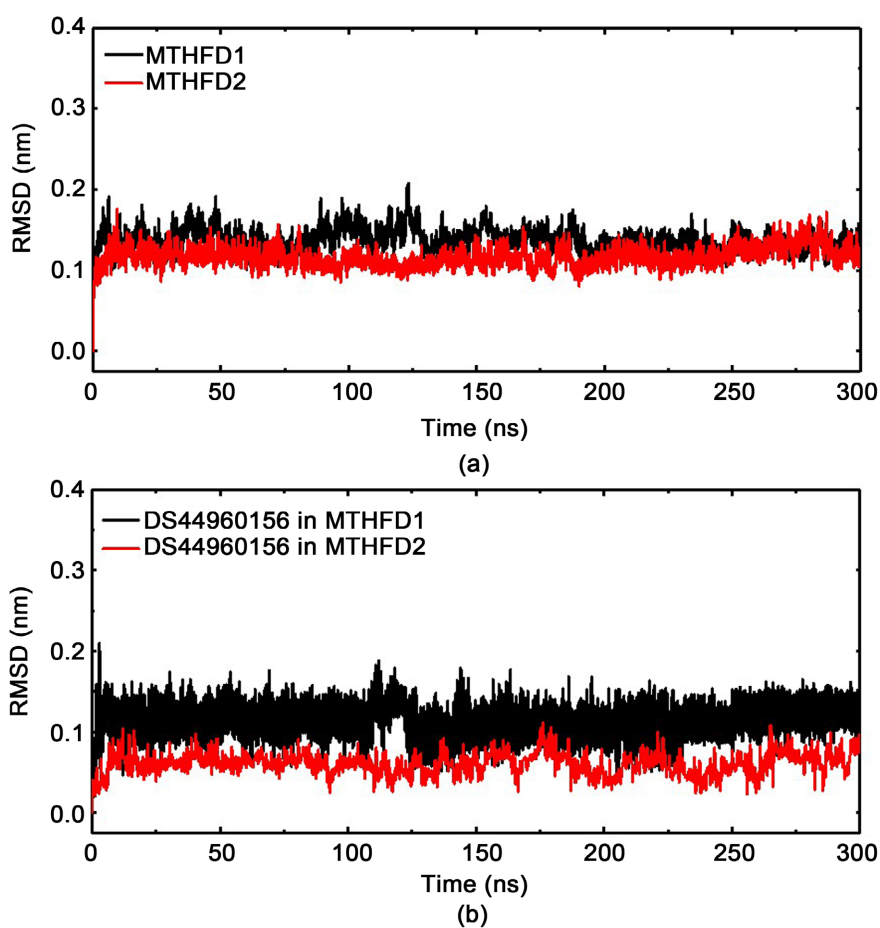 0.4
MTHFD1
MTHFD2
0.3
0.2
0.1
0.0
RMSD (nm)
0 50 100 150 200 250 300
Time (ns)
(a)
0.4
DS44960156 in MTHFD1
DS44960156 in MTHFD2
0.3
0.2
0.1
0.0
RMSD (nm)
0 50 100 150 200 250 300
Time (ns)
(b)